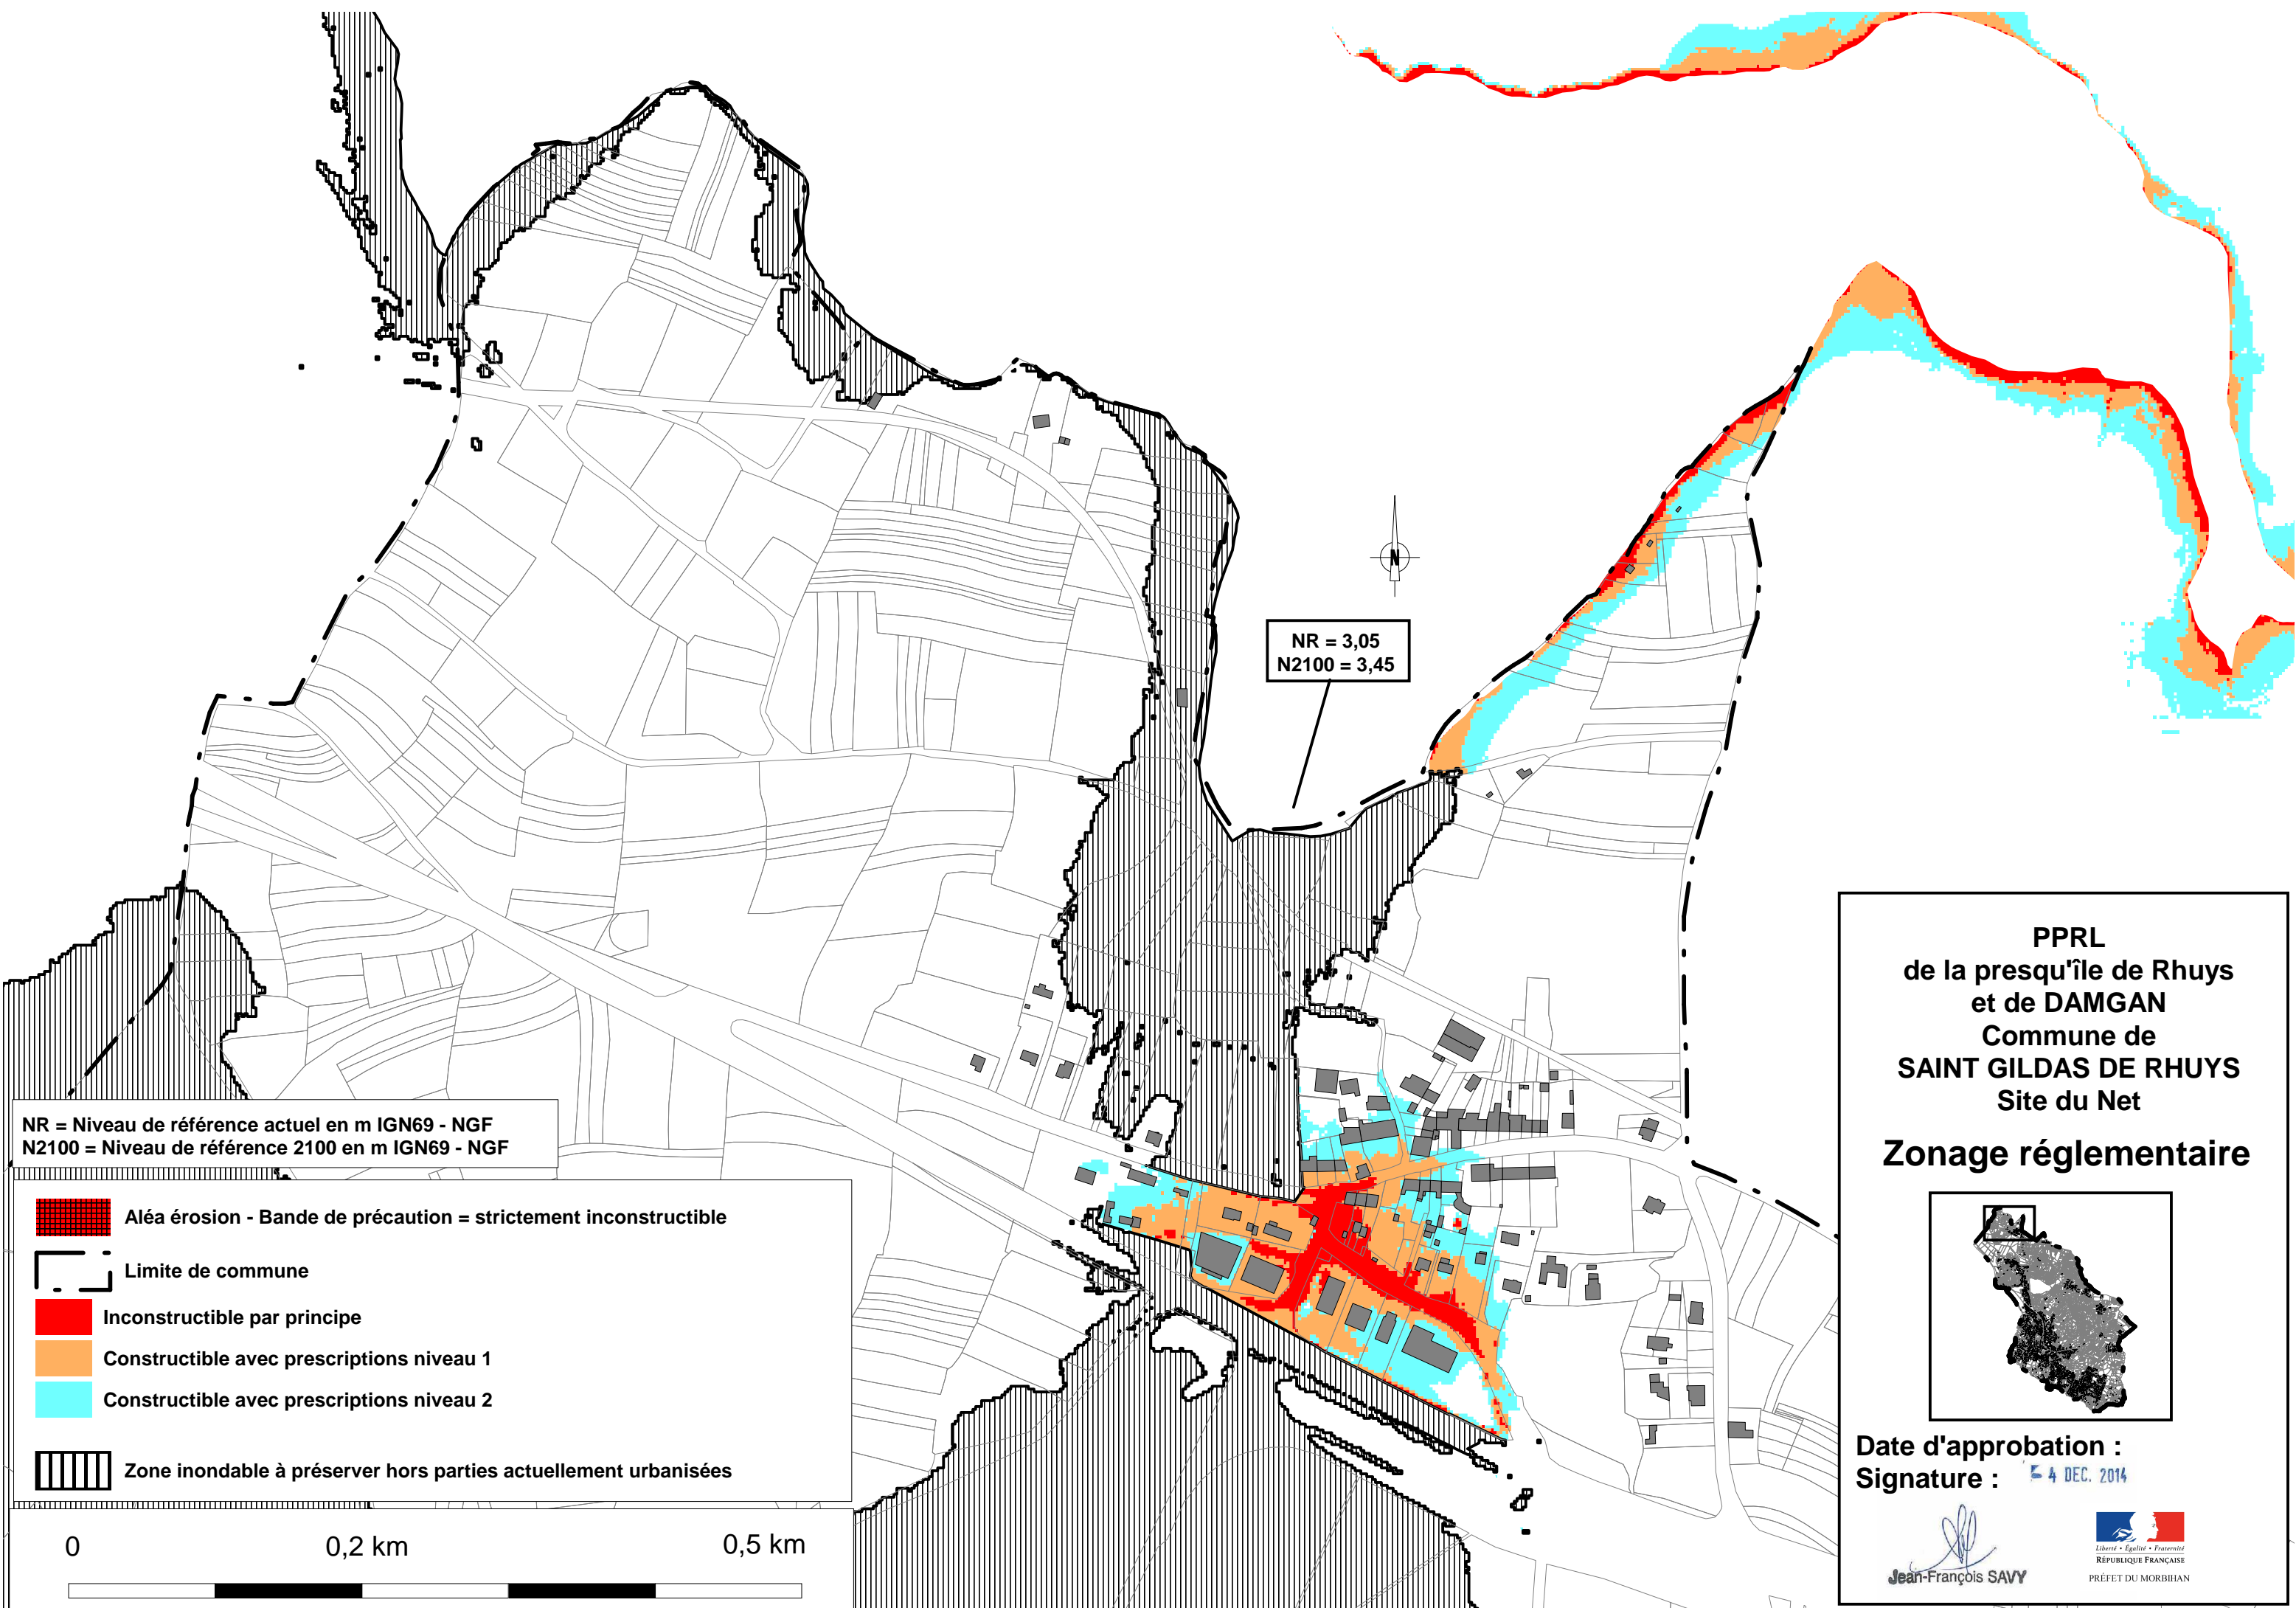 N
NR = 3,05
N2100 = 3,45
NR = Niveau de référence actuel en m IGN69 - NGF
N2100 = Niveau de référence 2100 en m IGN69 - NGF
Aléa érosion - Bande de précaution = strictement inconstructible
Limite de commune
Inconstructible par principe
Constructible avec prescriptions niveau 1
Constructible avec prescriptions niveau 2
Zone inondable à préserver hors parties actuellement urbanisées
0 0,2 km 0,5 km
PPRL
de la presqu'île de Rhuys
et de DAMGAN
Commune de
SAINT GILDAS DE RHUYS
Site du Net
Zonage réglementaire
Date d'approbation :
Signature : 4 DEC. 2014
Jean-François SAVY
Liberté • Égalité • Fraternité
RÉPUBLIQUE FRANÇAISE
PRÉFET DU MORBIHAN